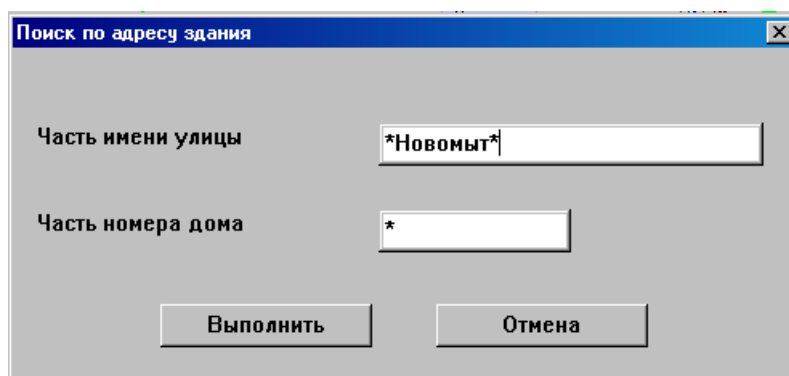 Поиск по адресу здания
Часть имени улицы *Новомыт*
Часть номера дома *
Выполнить Отмена